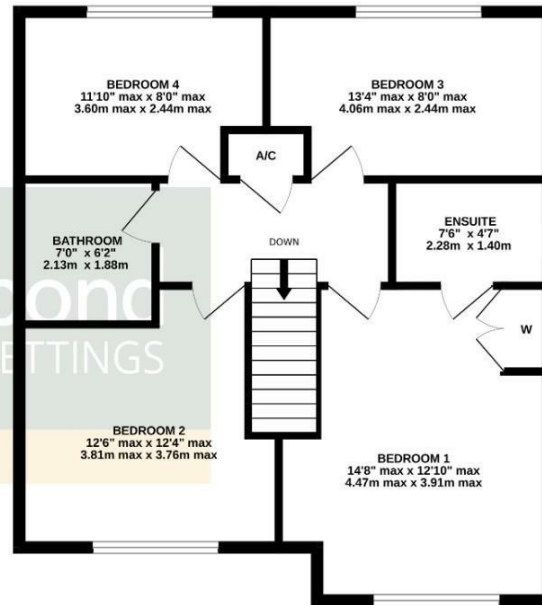 BEDROOM 4
11'10" max x 8'0" max
3.60m max x 2.44m max
BEDROOM 3
13'4" max x 8'0" max
4.06m max x 2.44m max
A/C
BATHROOM
7'0" x 6'2"
2.13m x 1.88m
DOWN
ENSUITE
7'6" x 4'7"
2.28m x 1.40m
W
BEDROOM 2
12'6" max x 12'4" max
3.81m max x 3.76m max
BEDROOM 1
14'8" max x 12'10" max
4.47m max x 3.91m max